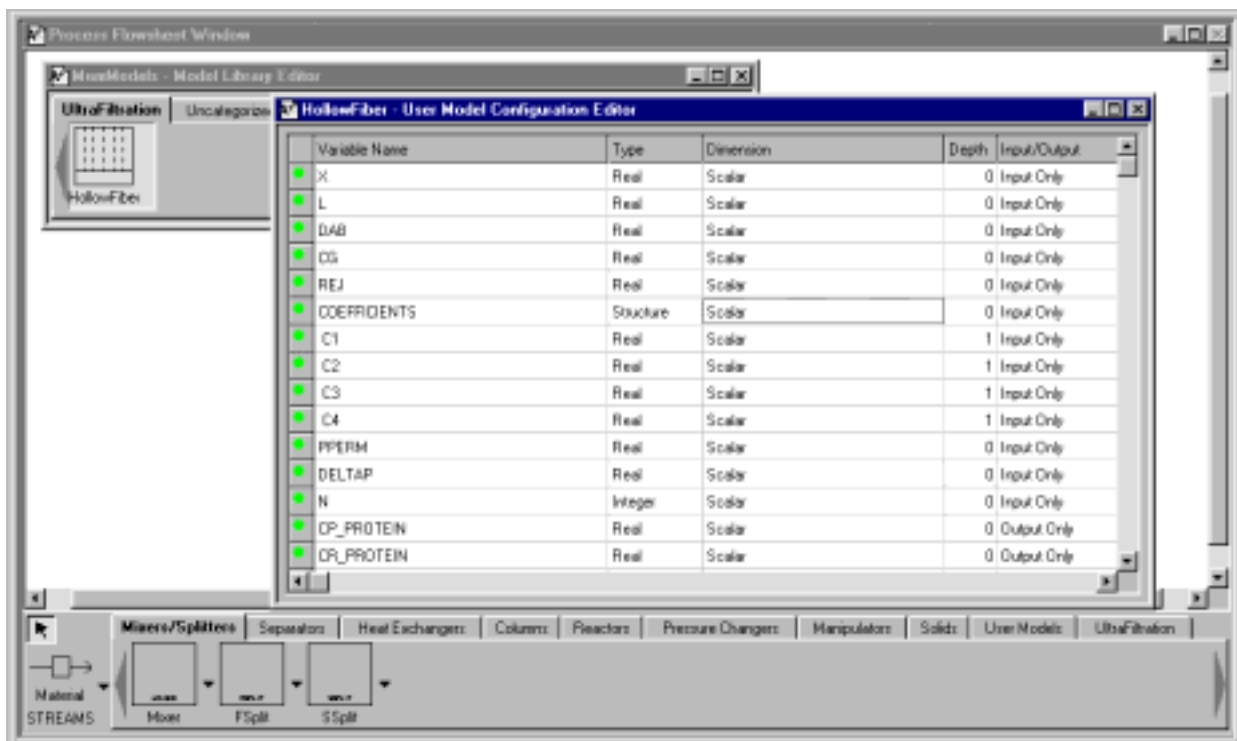 Process Flowsheet Window
MsmModels - Model Library Editor
UltraFiltration Uncategorize
HollowFiber
HollowFiber - User Model Configuration Editor
Variable Name Type Dimension Depth Input/Output
X Real Scalar 0 Input Only
L Real Scalar 0 Input Only
DAB Real Scalar 0 Input Only
CG Real Scalar 0 Input Only
REJ Real Scalar 0 Input Only
COEFFICIENTS Structure Scalar 0 Input Only
C1 Real Scalar 1 Input Only
C2 Real Scalar 1 Input Only
C3 Real Scalar 1 Input Only
C4 Real Scalar 1 Input Only
PPERM Real Scalar 0 Input Only
DELTAP Real Scalar 0 Input Only
N Integer Scalar 0 Input Only
CP_PROTEIN Real Scalar 0 Output Only
CR_PROTEIN Real Scalar 0 Output Only
Mixers/Splitters Separators Heat Exchangers Columns Reactors Pressure Changers Manipulators Solids User Models UltraFiltration
Material
STREAMS Mixer FSplit SSplit